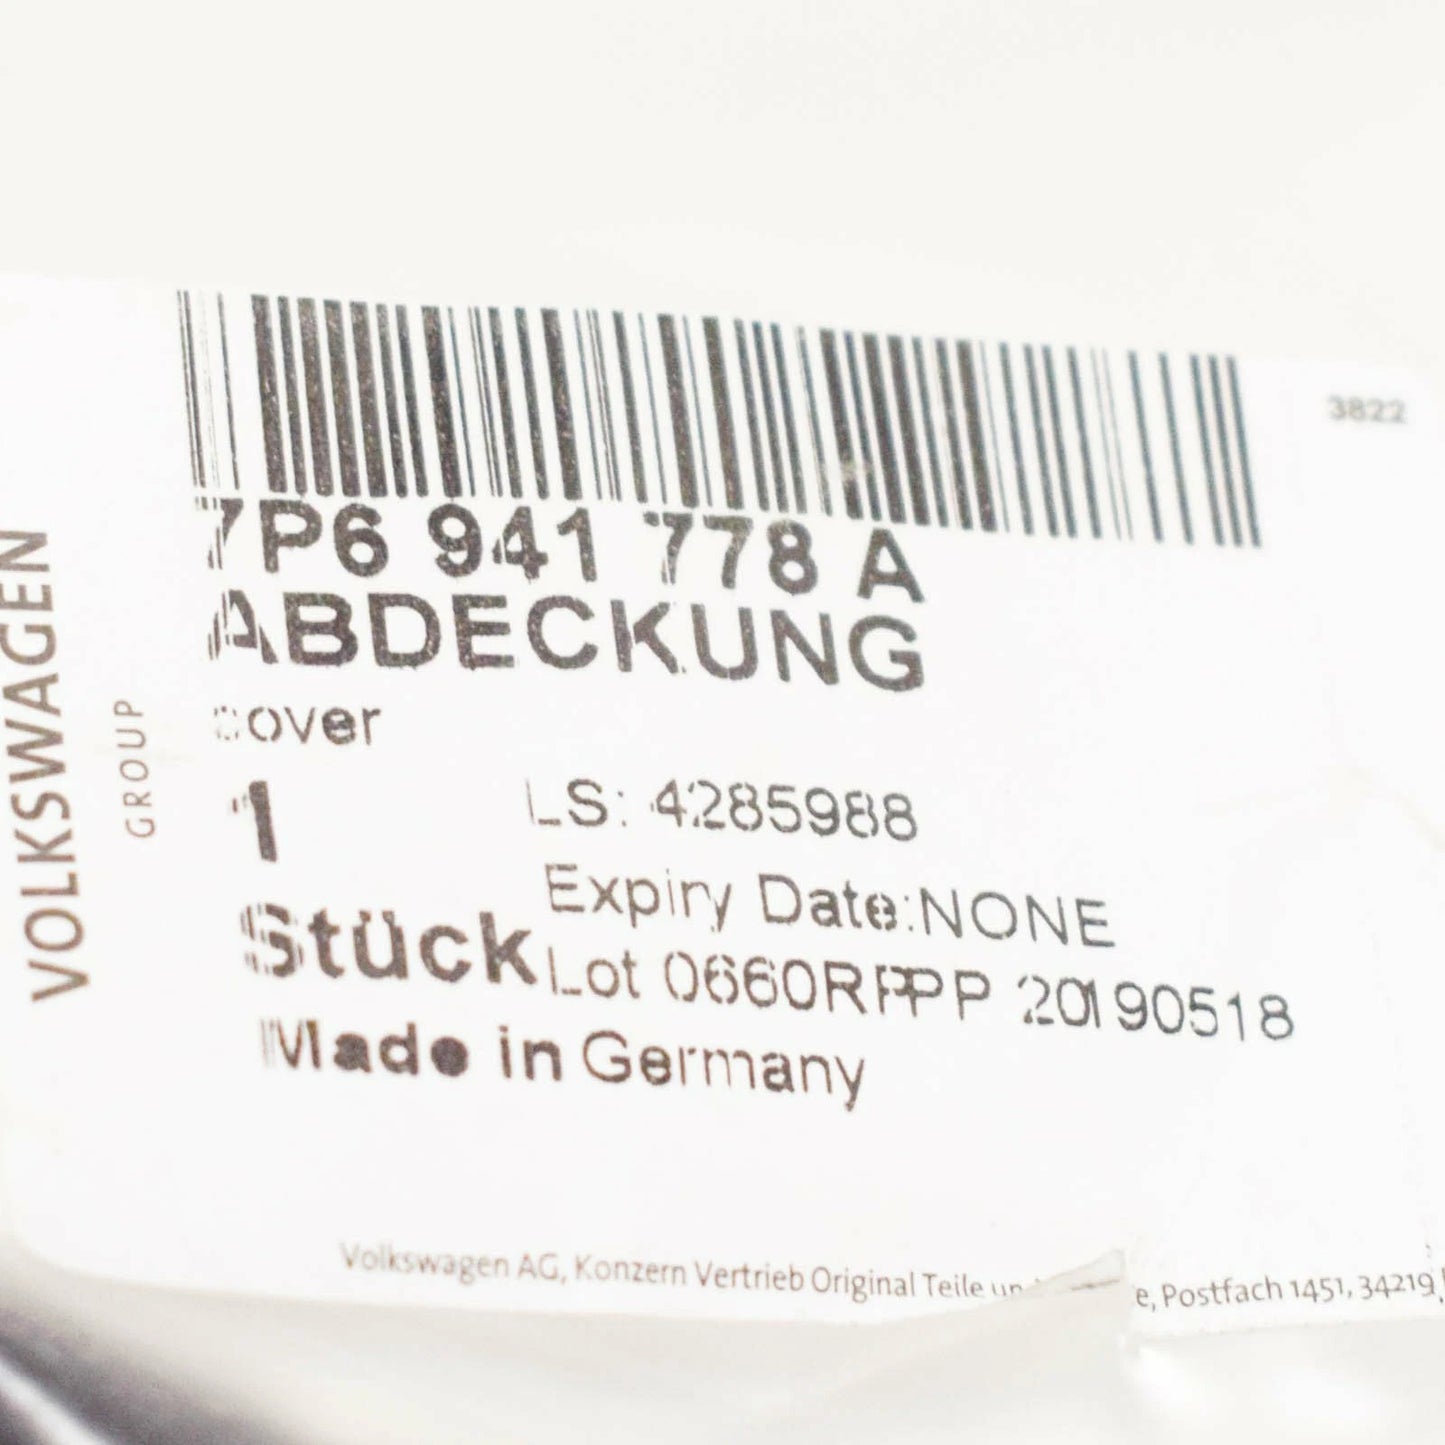 3822
7P6 941 778 A
ABDECKUNG
cover
1
LS: 4285988
Expiry Date:NONE
Stück
Lot 0660RPPP 20190518
Made in Germany
VOLKSWAGEN
GROUP
Volkswagen AG, Konzern Vertrieb Original Teile e, Postfach 1451, 34219